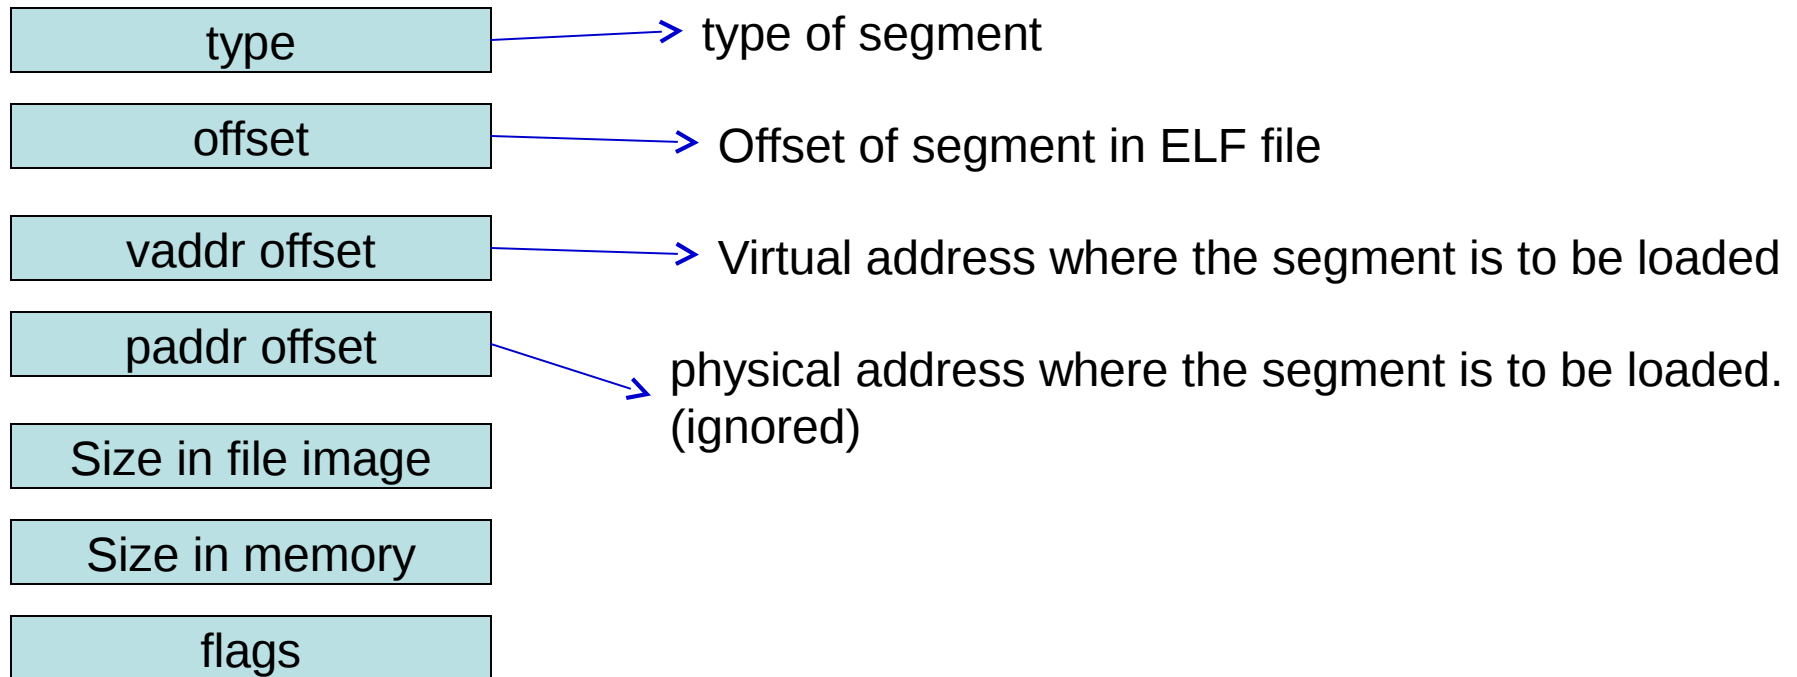 type
type of segment
offset
Offset of segment in ELF file
vaddr offset
Virtual address where the segment is to be loaded
paddr offset
physical address where the segment is to be loaded.
(ignored)
Size in file image
Size in memory
flags